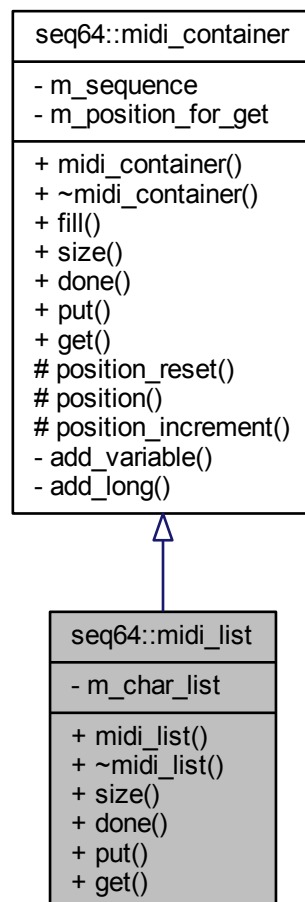 seq64::midi_container
- m_sequence
- m_position_for_get
+ midi_container()
+ ~midi_container()
+ fill()
+ size()
+ done()
+ put()
+ get()
# position_reset()
# position()
# position_increment()
- add_variable()
- add_long()
seq64::midi_list
- m_char_list
+ midi_list()
+ ~midi_list()
+ size()
+ done()
+ put()
+ get()